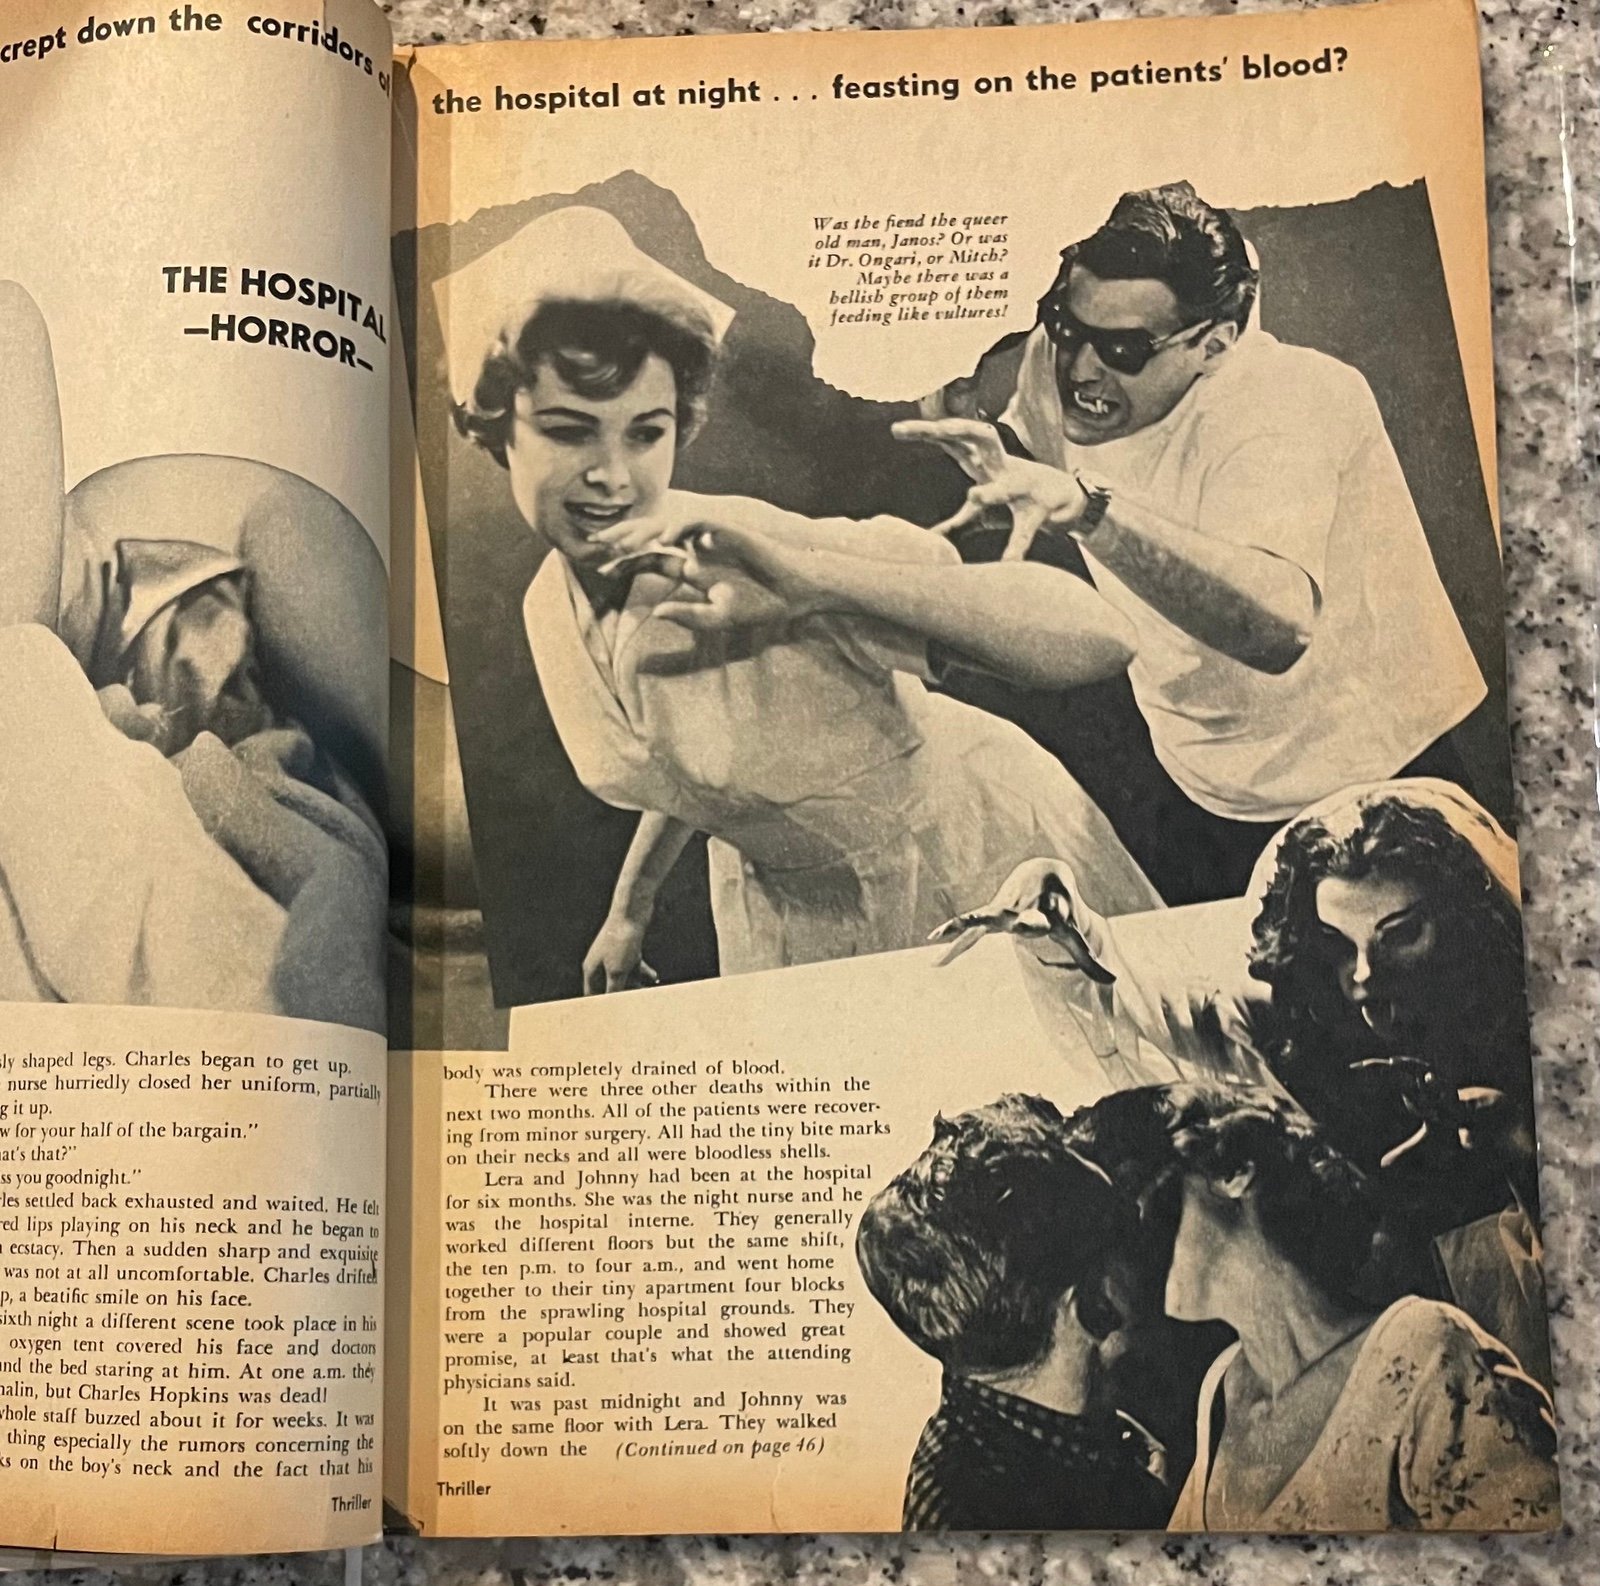 crept down the corridors of
THE HOSPITAL
—HORROR—
ly shaped legs. Charles began to get up.
nurse hurriedly closed her uniform, partially
g it up.
w for your half of the bargain."
at's that?"
ss you goodnight."
les settled back exhausted and waited. He felt
red lips playing on his neck and he began to
ecstacy. Then a sudden sharp and exquisite
was not at all uncomfortable. Charles drifted
p, a beatific smile on his face.
sixth night a different scene took place in his
oxygen tent covered his face and doctors
nd the bed staring at him. At one a.m. they
nalin, but Charles Hopkins was dead!
whole staff buzzed about it for weeks. It was
thing especially the rumors concerning the
ks on the boy's neck and the fact that his
Thriller
the hospital at night . . . feasting on the patients' blood?
Was the fiend the queer
old man, Janos? Or was
it Dr. Ongari, or Mitch?
Maybe there was a
hellish group of them
feeding like vultures!
body was completely drained of blood.
There were three other deaths within the
next two months. All of the patients were recover-
ing from minor surgery. All had the tiny bite marks
on their necks and all were bloodless shells.
Lera and Johnny had been at the hospital
for six months. She was the night nurse and he
was the hospital interne. They generally
worked different floors but the same shift,
the ten p.m. to four a.m., and went home
together to their tiny apartment four blocks
from the sprawling hospital grounds. They
were a popular couple and showed great
promise, at least that's what the attending
physicians said.
It was past midnight and Johnny was
on the same floor with Lera. They walked
softly down the (Continued on page 46)
Thriller